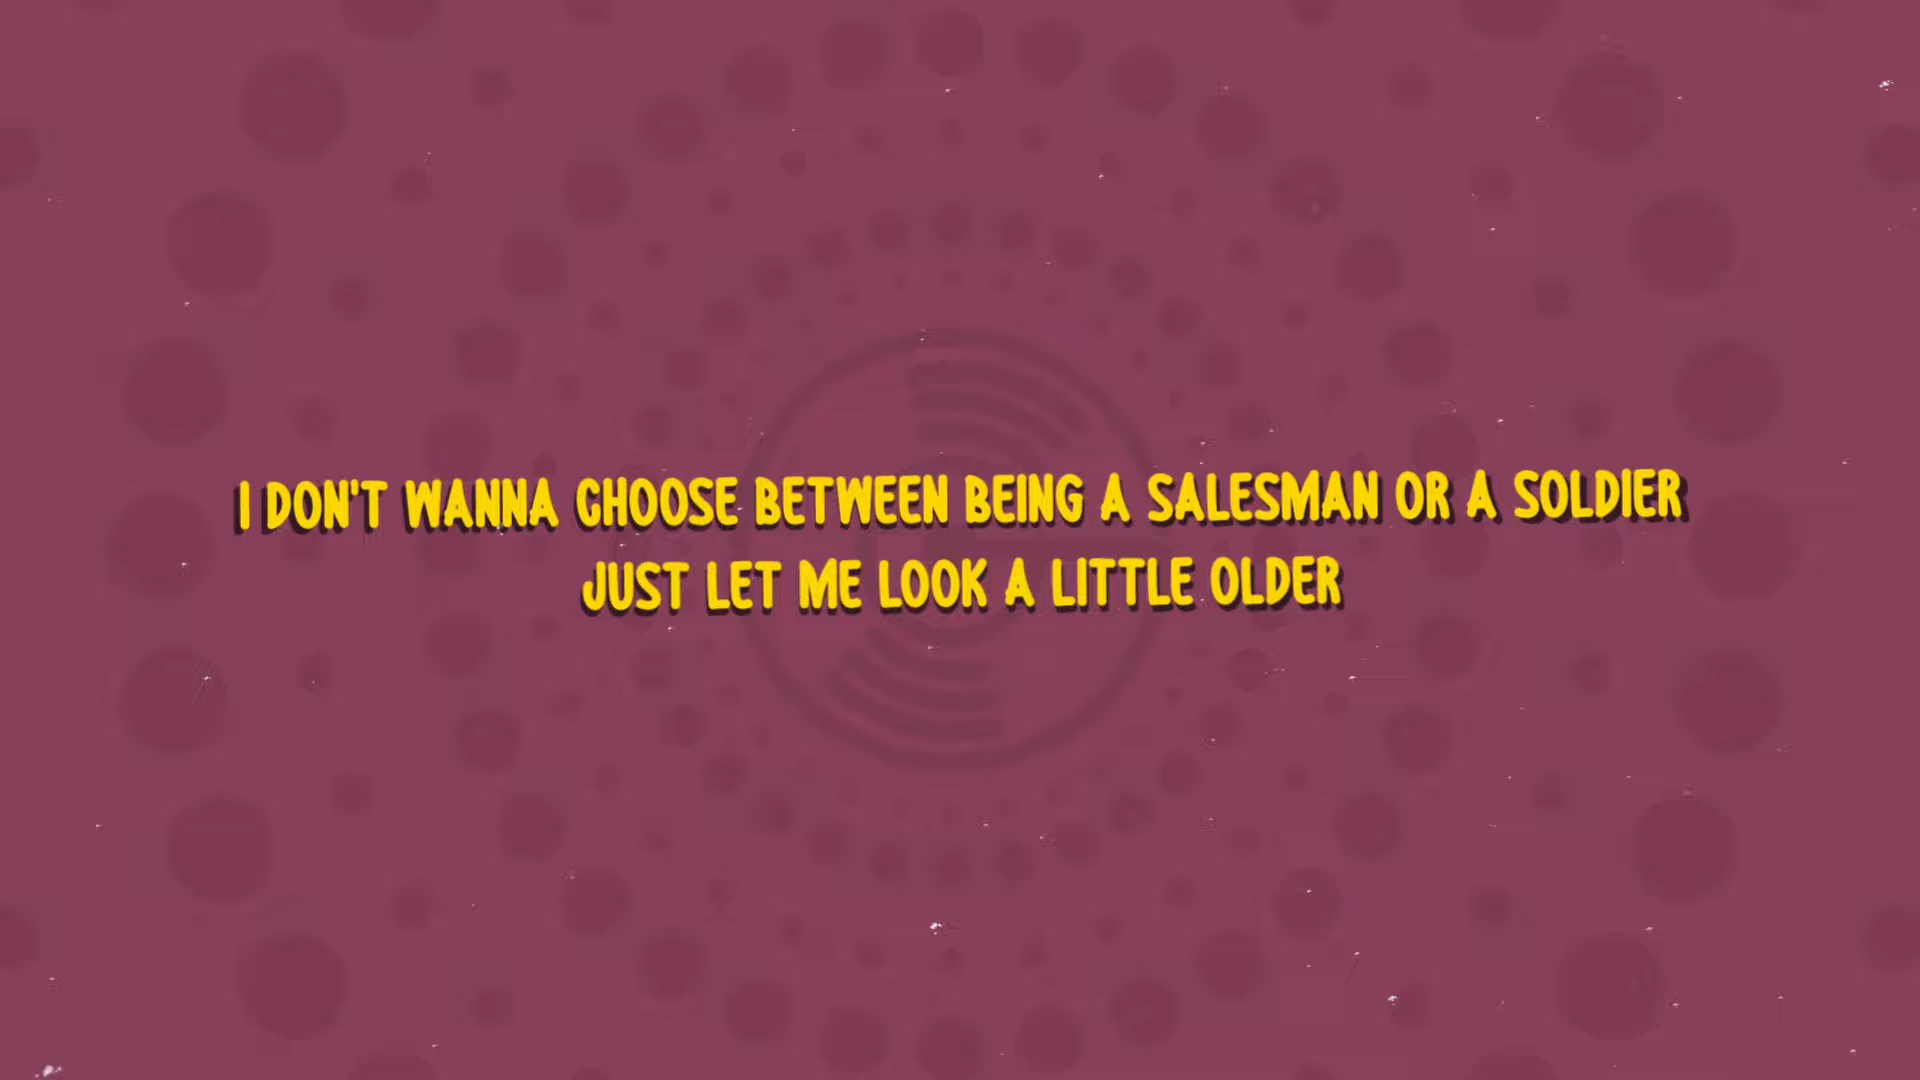 I DON'T WANNA CHOOSE BETWEEN BEING A SALESMAN OR A SOLDIER
JUST LET ME LOOK A LITTLE OLDER